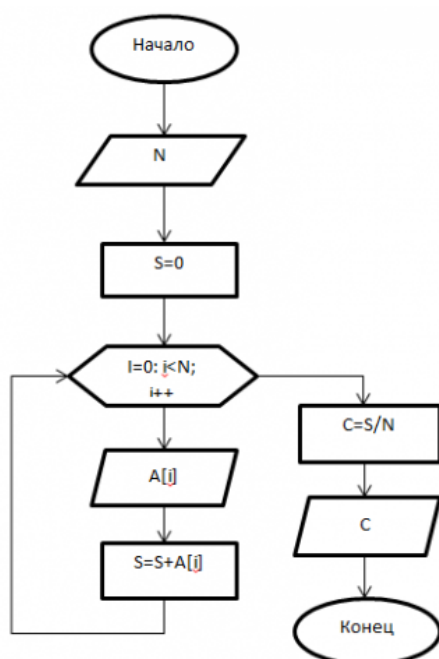 Начало
N
S=0
I=0: i<N;
i++
A[i]
S=S+A[i]
C=S/N
C
Конец